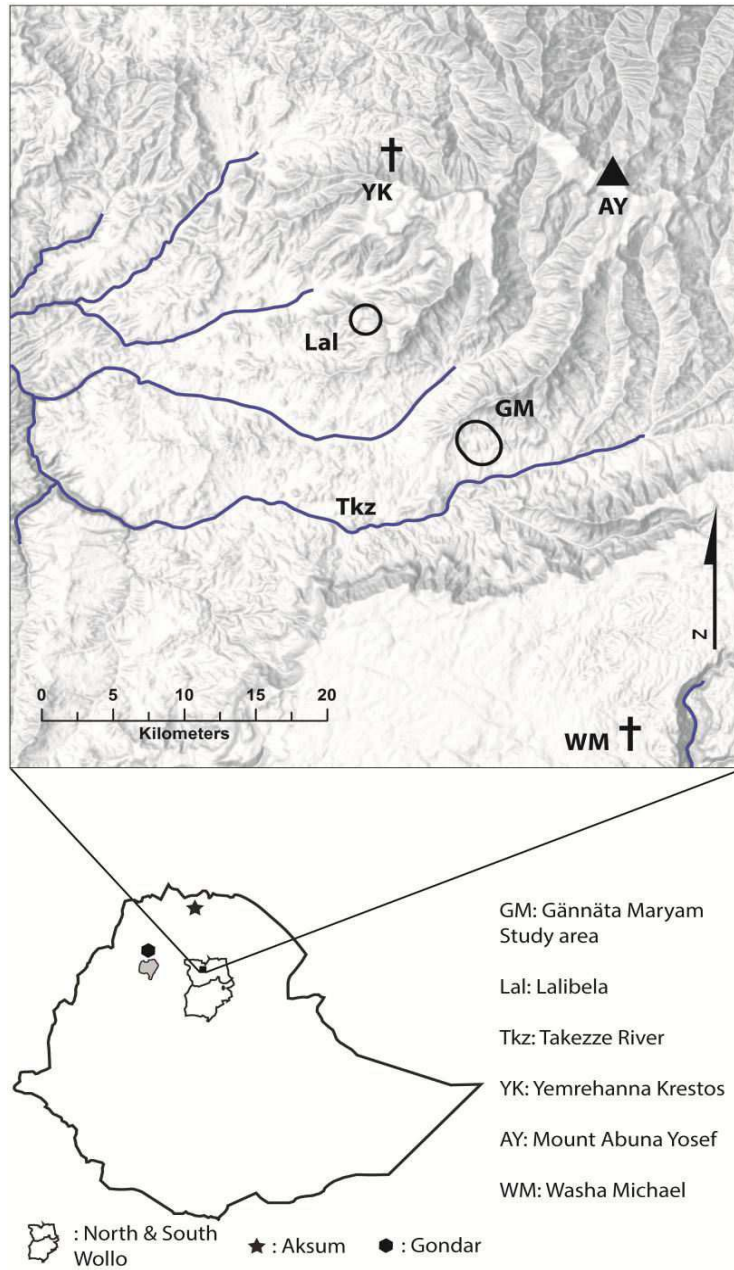 YK
AY
Lal
GM
Tkz
N
0 5 10 15 20
Kilometers
WM
GM: Gännäta Maryam
Study area
Lal: Lalibela
Tkz: Takezze River
YK: Yemrehanna Krestos
AY: Mount Abuna Yosef
WM: Washa Michael
: North & South
Wollo
: Aksum
: Gondar